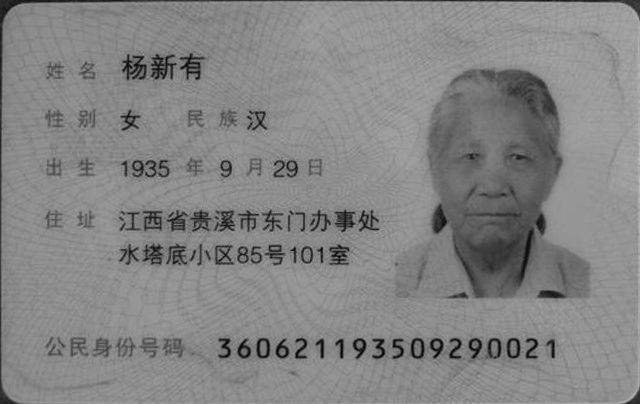 姓名 杨新有
性别 女 民族 汉
出生 1935 年 9 月 29 日
住址 江西省贵溪市东门办事处
水塔底小区85号101室
公民身份号码 360621193509290021